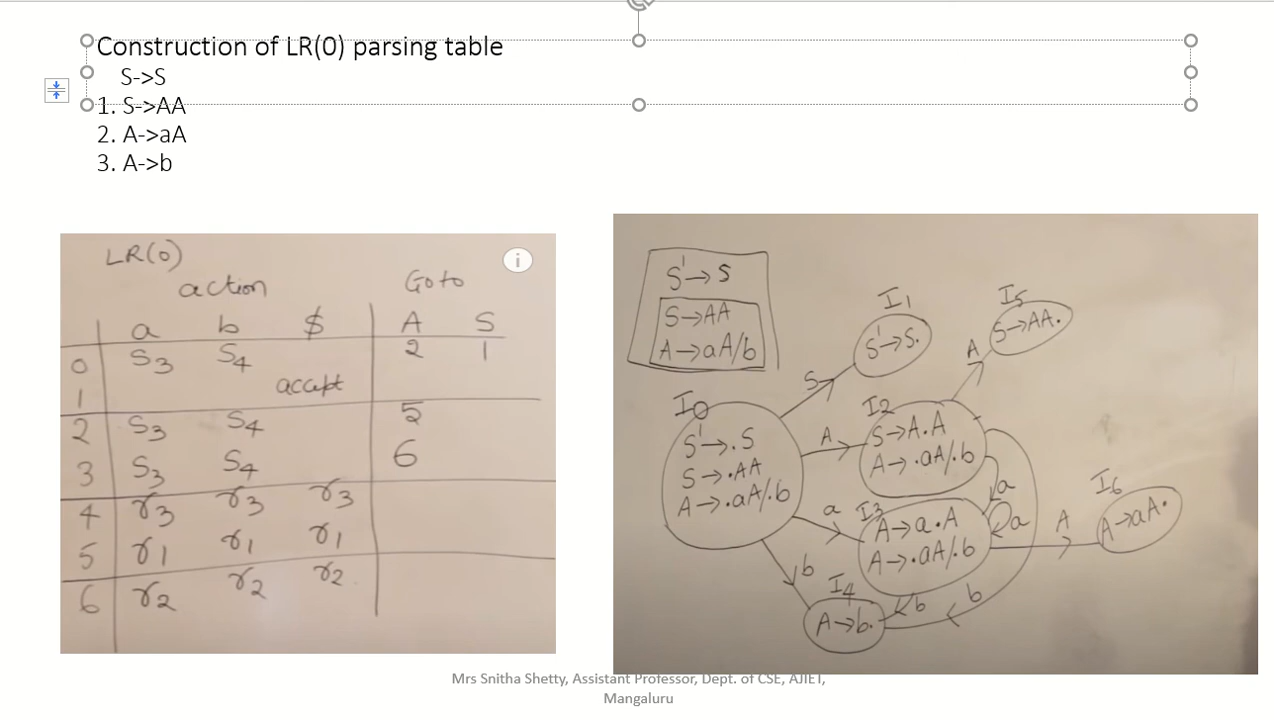 Construction of LR(0) parsing table
S->S
1. S->AA
2. A->aA
3. A->b
LR(0)
action Goto
a b $ A S
0 S3 S4 2 1
1 accept
2 S3 S4 5
3 S3 S4 6
4 r3 r3 r3
5 r1 r1 r1
6 r2 r2 r2
i
S'→S
S→AA
A→aA/b
I0
S'→.S
S→.AA
A→.aA/.b
S
I1
S'→S.
A
I2
S→A.A
A→.aA/.b
A
I5
S→AA.
a
I3
A→a.A
A→.aA/.b
a
a
A
I6
A→aA.
b
I4
A→b.
b
b
Mrs Snitha Shetty, Assistant Professor, Dept. of CSE, AJIET,
Mangaluru